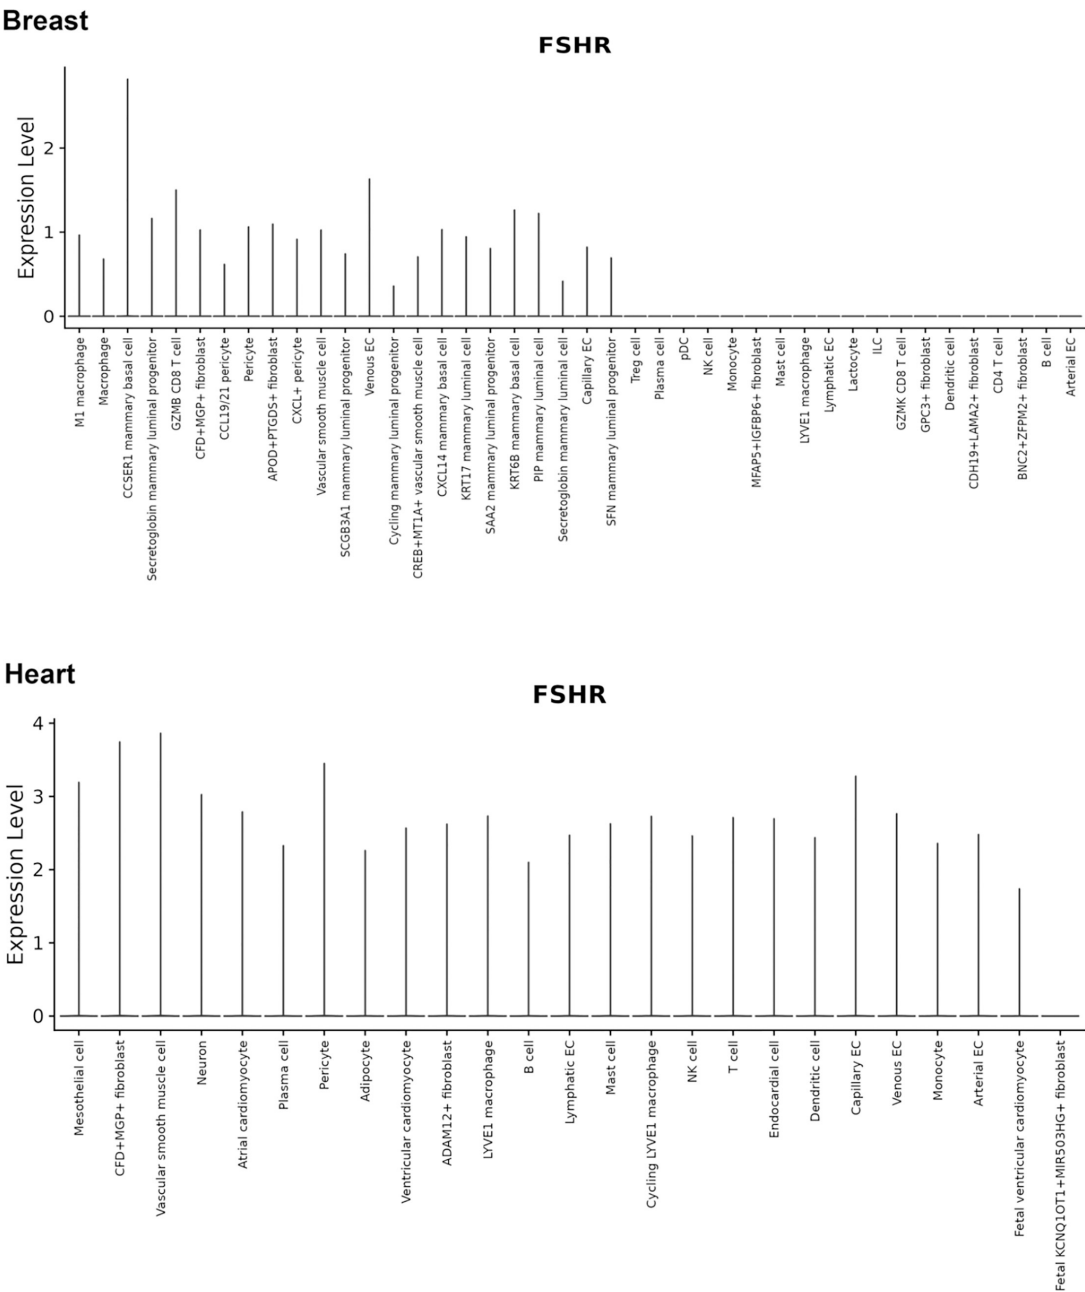 Breast
FSHR
Expression Level
2
1
0
M1 macrophage
Macrophage
CCSER1 mammary basal cell
Secretoglobin mammary luminal progenitor
GZMB CD8 T cell
CFD+MGP+ fibroblast
CCL19/21 pericyte
Pericyte
APOD+PTGDS+ fibroblast
CXCL+ pericyte
Vascular smooth muscle cell
SCGB3A1 mammary luminal progenitor
Venous EC
Cycling mammary luminal progenitor
CREB+MT1A+ vascular smooth muscle cell
CXCL14 mammary basal cell
KRT17 mammary luminal cell
SAA2 mammary luminal progenitor
KRT6B mammary basal cell
PIP mammary luminal cell
Secretoglobin mammary luminal cell
Capillary EC
SFN mammary luminal progenitor
Treg cell
Plasma cell
pDC
NK cell
Monocyte
MFAP5+IGFBP6+ fibroblast
Mast cell
LYVE1 macrophage
Lymphatic EC
Lactocyte
ILC
GZMK CD8 T cell
GPC3+ fibroblast
Dendritic cell
CDH19+LAMA2+ fibroblast
CD4 T cell
BNC2+ZFPM2+ fibroblast
B cell
Arterial EC
Heart
FSHR
Expression Level
4
3
2
1
0
Mesothelial cell
CFD+MGP+ fibroblast
Vascular smooth muscle cell
Neuron
Atrial cardiomyocyte
Plasma cell
Pericyte
Adipocyte
Ventricular cardiomyocyte
ADAM12+ fibroblast
LYVE1 macrophage
B cell
Lymphatic EC
Mast cell
Cycling LYVE1 macrophage
NK cell
T cell
Endocardial cell
Dendritic cell
Capillary EC
Venous EC
Monocyte
Arterial EC
Fetal ventricular cardiomyocyte
Fetal KCNQ1OT1+MIR503HG+ fibroblast